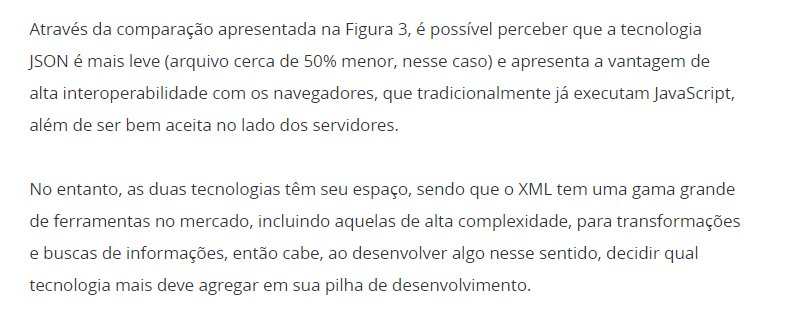 Através da comparação apresentada na Figura 3, é possível perceber que a tecnologia
JSON é mais leve (arquivo cerca de 50% menor, nesse caso) e apresenta a vantagem de
alta interoperabilidade com os navegadores, que tradicionalmente já executam JavaScript,
além de ser bem aceita no lado dos servidores.
No entanto, as duas tecnologias têm seu espaço, sendo que o XML tem uma gama grande
de ferramentas no mercado, incluindo aquelas de alta complexidade, para transformações
e buscas de informações, então cabe, ao desenvolver algo nesse sentido, decidir qual
tecnologia mais deve agregar em sua pilha de desenvolvimento.